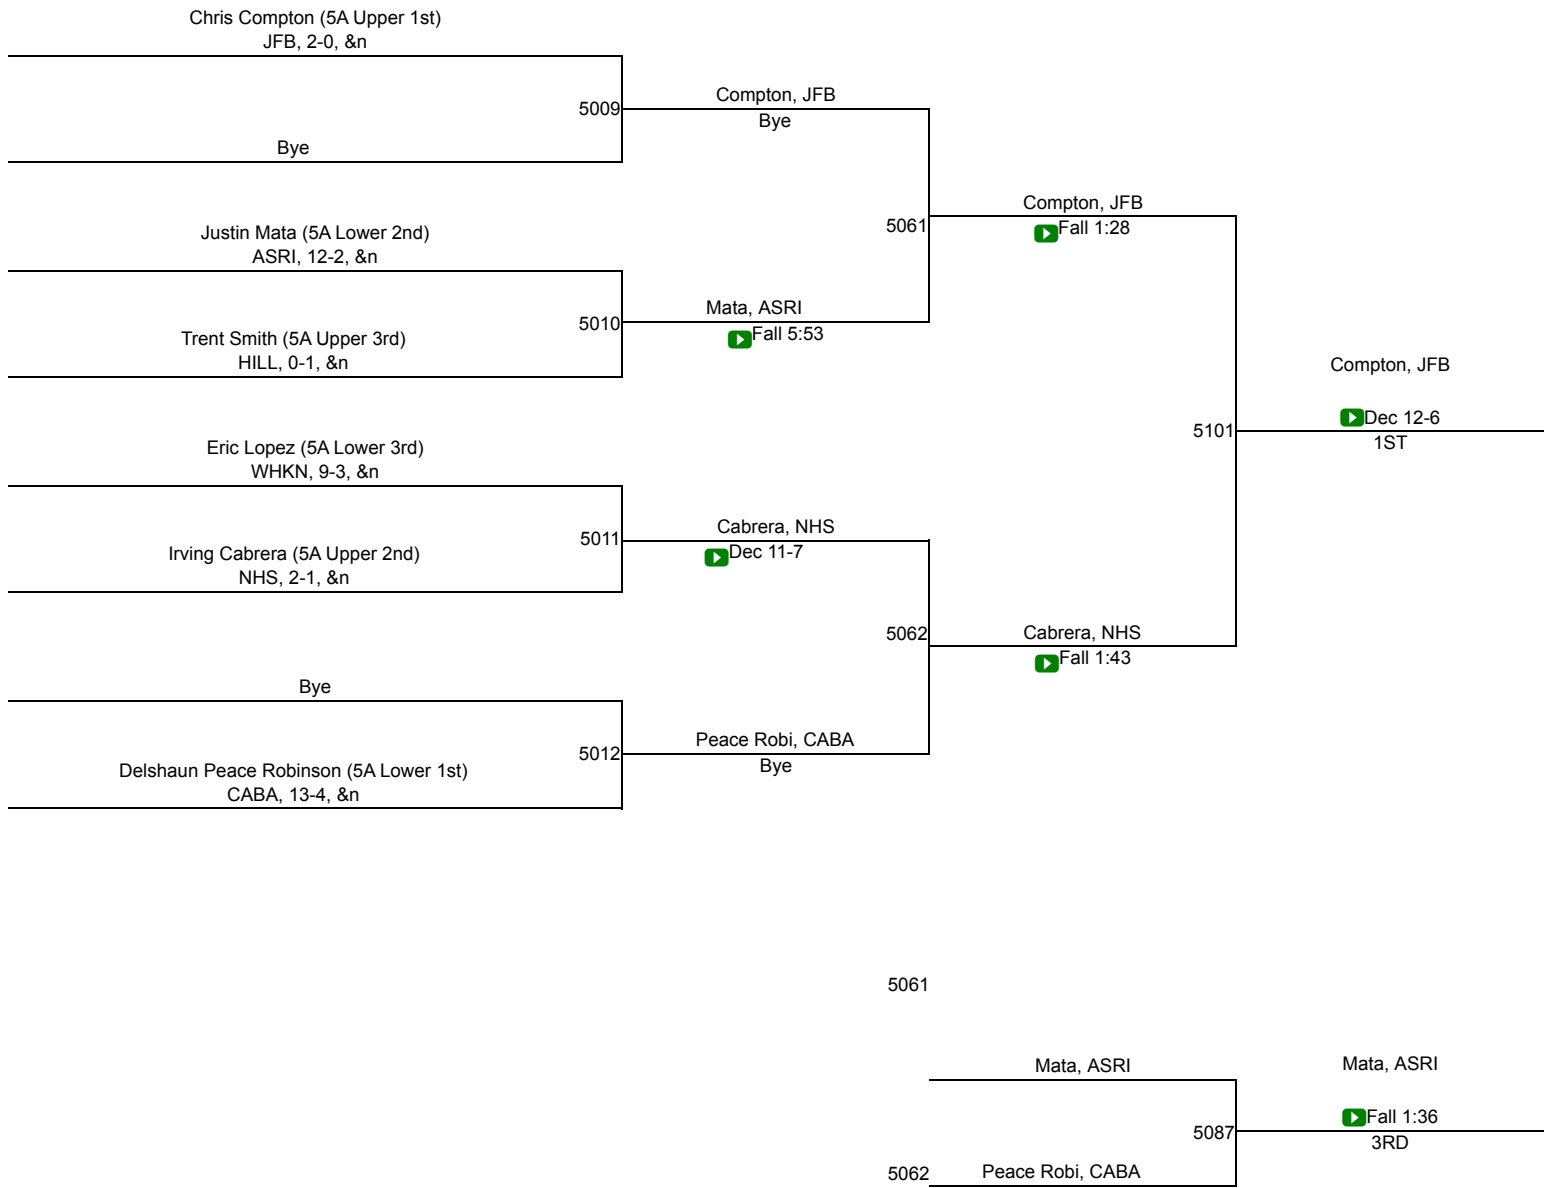 Chris Compton (5A Upper 1st)
JFB, 2-0, &n
5009
Compton, JFB
Bye
Bye
Justin Mata (5A Lower 2nd)
ASRI, 12-2, &n
5061
Compton, JFB
Fall 1:28
5010
Mata, ASRI
Fall 5:53
Trent Smith (5A Upper 3rd)
HILL, 0-1, &n
Compton, JFB
Dec 12-6
1ST
5101
Eric Lopez (5A Lower 3rd)
WHKN, 9-3, &n
5011
Cabrera, NHS
Dec 11-7
Irving Cabrera (5A Upper 2nd)
NHS, 2-1, &n
5062
Cabrera, NHS
Fall 1:43
Bye
5012
Peace Robi, CABA
Bye
Delshaun Peace Robinson (5A Lower 1st)
CABA, 13-4, &n
5061
Mata, ASRI
Mata, ASRI
Fall 1:36
3RD
5087
5062
Peace Robi, CABA